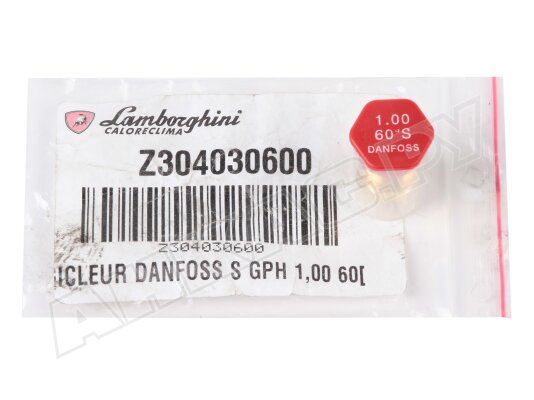 Lamborghini
CALORECLIMA
Z304030600
Z304030600
ICLEUR DANFOSS S GPH 1,00 60[
1.00
60°S
DANFOSS